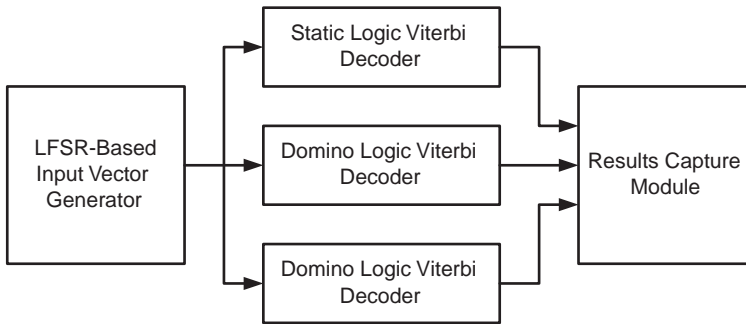 LFSR-Based
Input Vector
Generator
Static Logic Viterbi
Decoder
Domino Logic Viterbi
Decoder
Domino Logic Viterbi
Decoder
Results Capture
Module